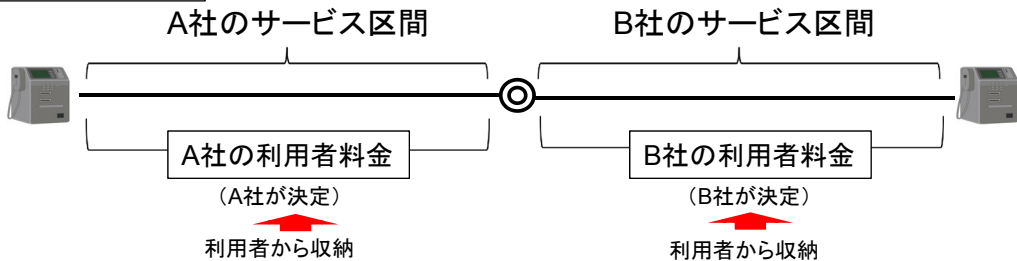 A社のサービス区間
B社のサービス区間
A社の利用者料金
B社の利用者料金
(A社が決定)
(B社が決定)
利用者から収納
利用者から収納